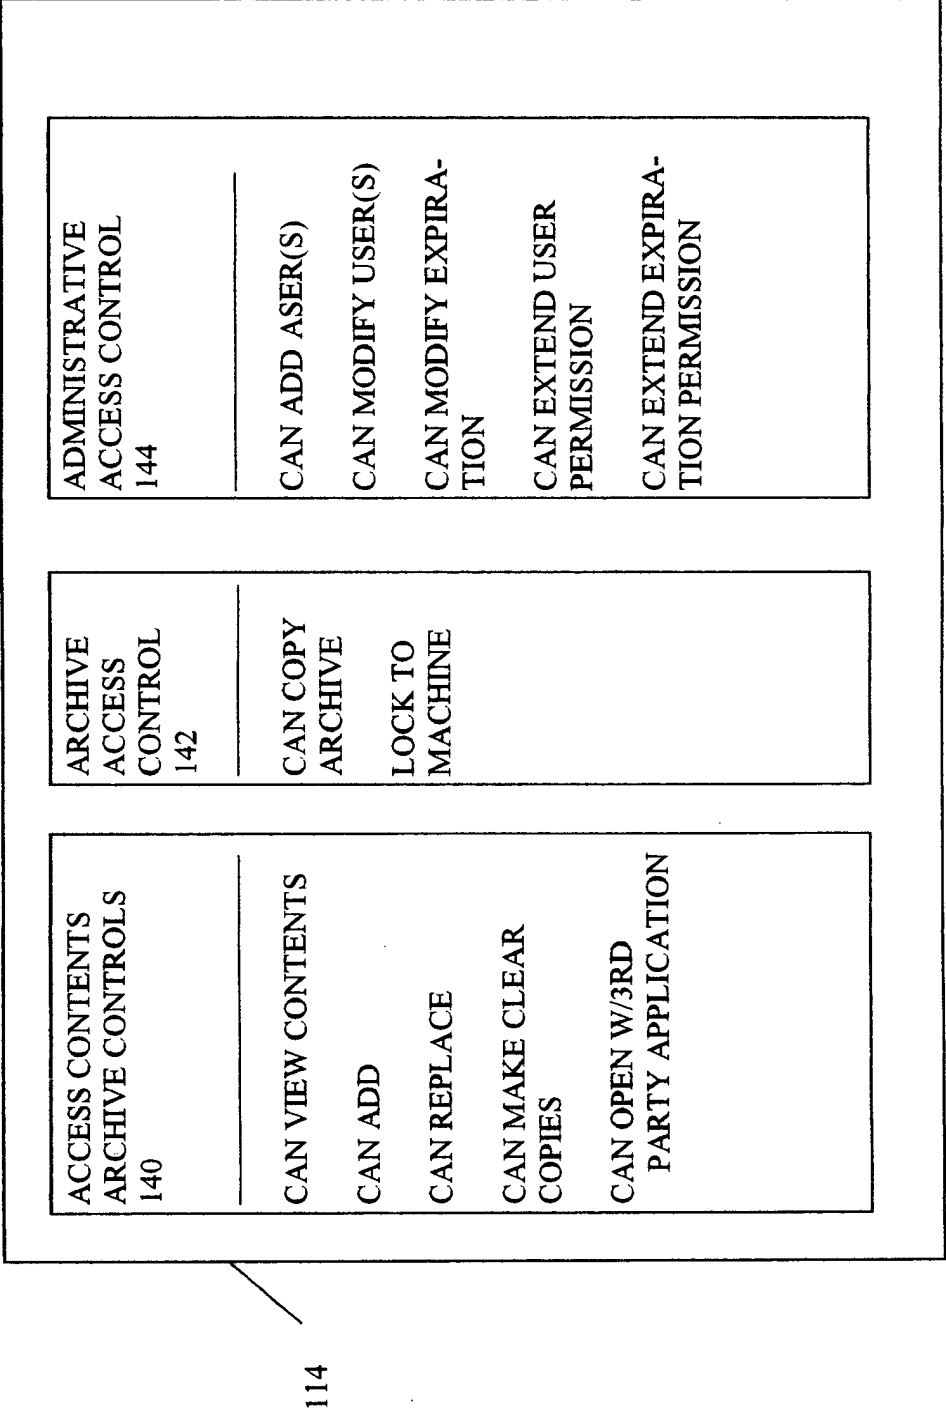 ACCESS CONTENTS
ARCHIVE CONTROLS
140
CAN VIEW CONTENTS
CAN ADD
CAN REPLACE
CAN MAKE CLEAR
COPIES
CAN OPEN W/3RD
PARTY APPLICATION
ARCHIVE
ACCESS
CONTROL
142
CAN COPY
ARCHIVE
LOCK TO
MACHINE
ADMINISTRATIVE
ACCESS CONTROL
144
CAN ADD ASER(S)
CAN MODIFY USER(S)
CAN MODIFY EXPIRA-
TION
CAN EXTEND USER
PERMISSION
CAN EXTEND EXPIRA-
TION PERMISSION
114